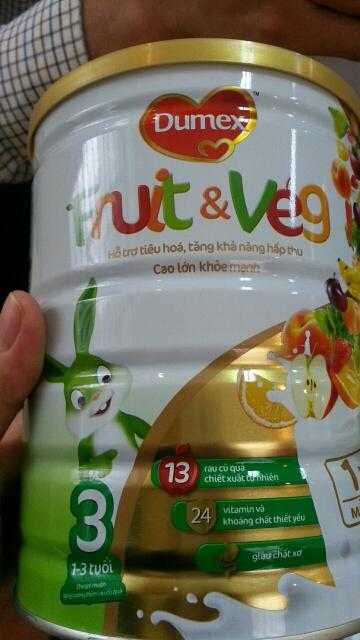 Dumex
Fruit & Veg
Hỗ trợ tiêu hoá, tăng khả năng hấp thu
Cao lớn khỏe mạnh
13 rau củ quả
chiết xuất tự nhiên
24 vitamin và
khoáng chất thiết yếu
giàu chất xơ
3
1-3 tuổi
1
M